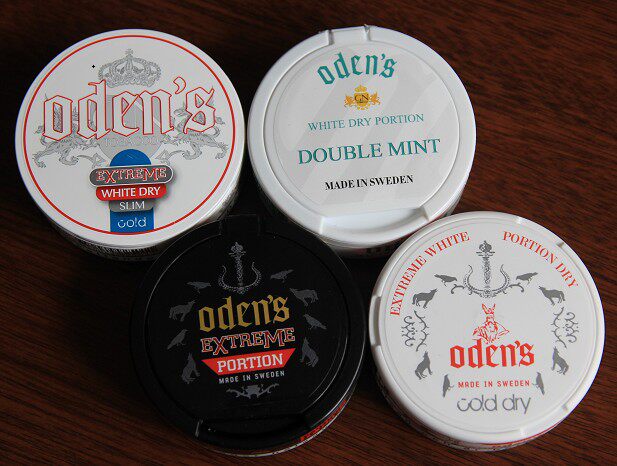 oden's
EXTREME
WHITE DRY
SLIM
cold
oden's
GN
WHITE DRY PORTION
DOUBLE MINT
MADE IN SWEDEN
oden's
EXTREME
PORTION
MADE IN SWEDEN
EXTREME WHITE PORTION DRY
oden's
MADE IN SWEDEN
cold dry